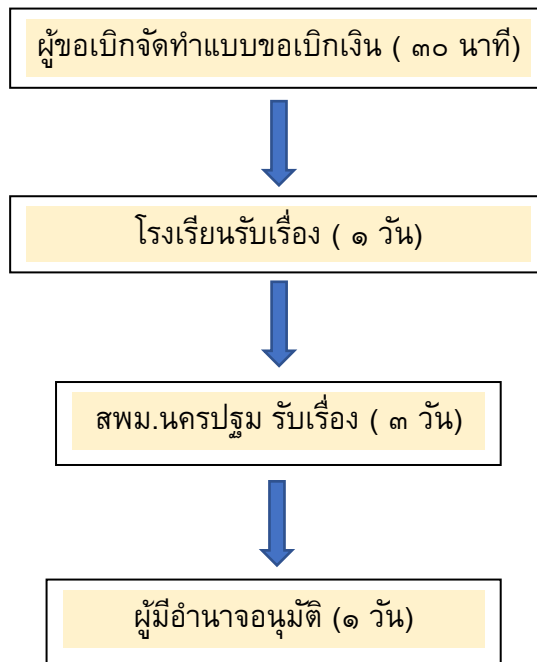 ผู้ขอเบิกจัดทำแบบขอเบิกเงิน ( ๓๐ นาที)
โรงเรียนรับเรื่อง ( ๑ วัน)
สพม.นครปฐม รับเรื่อง ( ๓ วัน)
ผู้มีอำนาจอนุมัติ (๑ วัน)